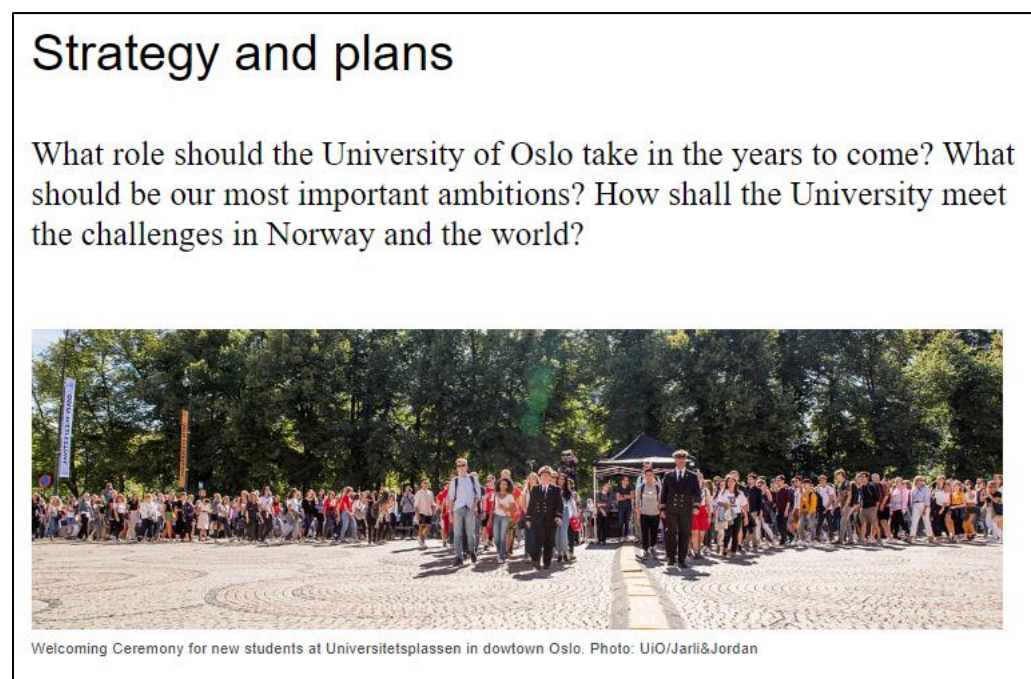 Strategy and plans
What role should the University of Oslo take in the years to come? What
should be our most important ambitions? How shall the University meet
the challenges in Norway and the world?
Welcoming Ceremony for new students at Universitetsplassen in dowtown Oslo. Photo: UiO/Jarli&Jordan